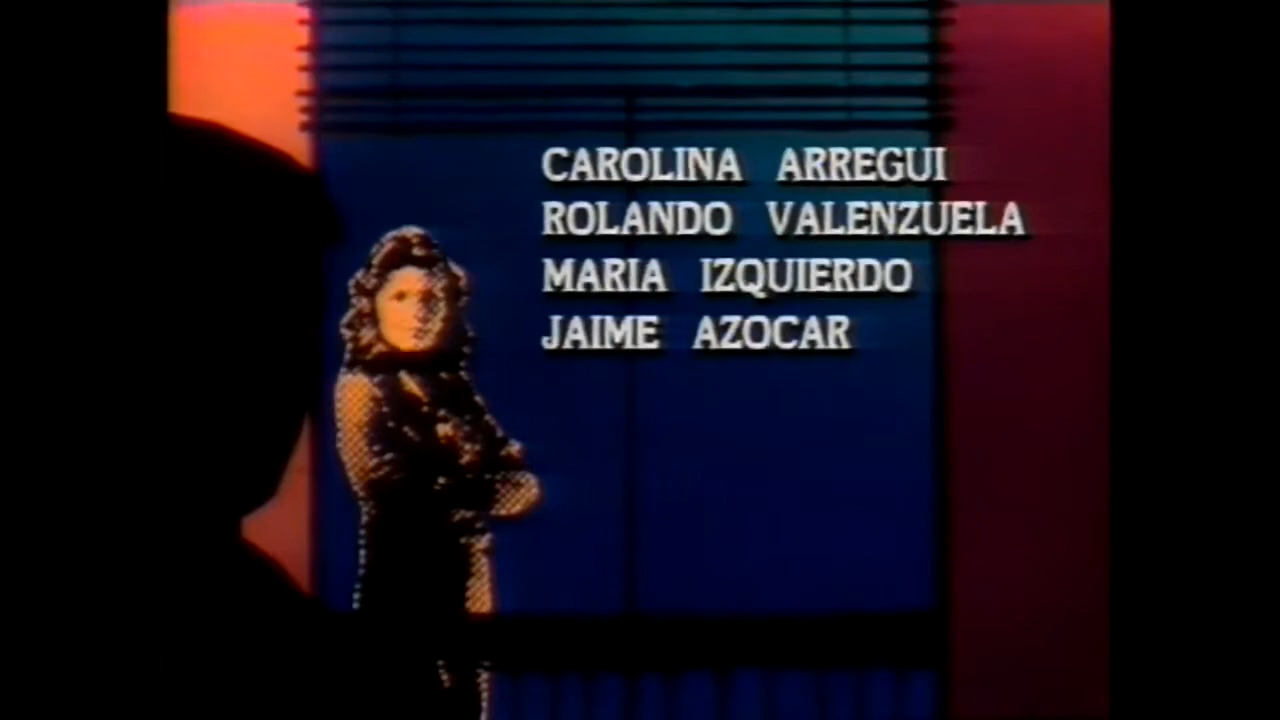 CAROLINA ARREGUI
ROLANDO VALENZUELA
MARIA IZQUIERDO
JAIME AZOCAR